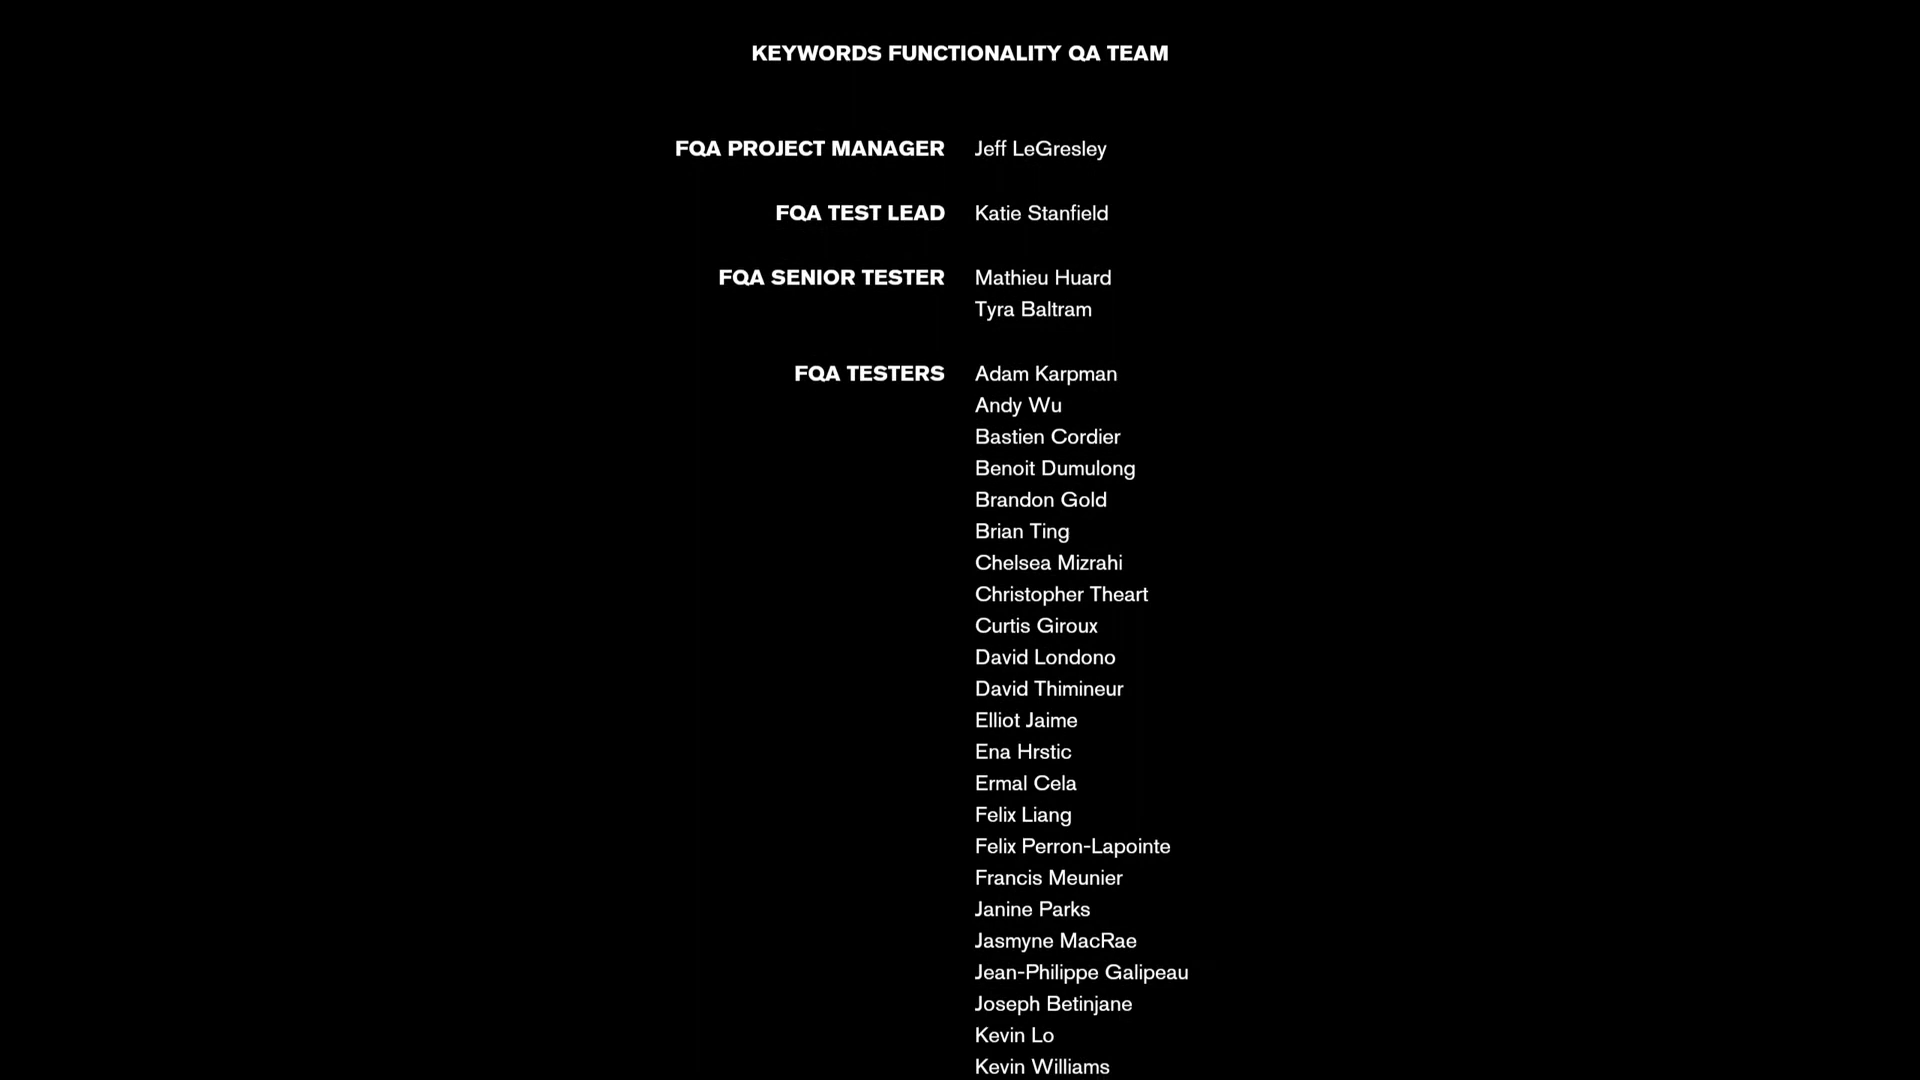 KEYWORDS FUNCTIONALITY QA TEAM
FQA PROJECT MANAGER Jeff LeGresley
FQA TEST LEAD Katie Stanfield
FQA SENIOR TESTER Mathieu Huard
Tyra Baltram
FQA TESTERS Adam Karpman
Andy Wu
Bastien Cordier
Benoit Dumulong
Brandon Gold
Brian Ting
Chelsea Mizrahi
Christopher Theart
Curtis Giroux
David Londono
David Thimineur
Elliot Jaime
Ena Hrstic
Ermal Cela
Felix Liang
Felix Perron-Lapointe
Francis Meunier
Janine Parks
Jasmyne MacRae
Jean-Philippe Galipeau
Joseph Betinjane
Kevin Lo
Kevin Williams